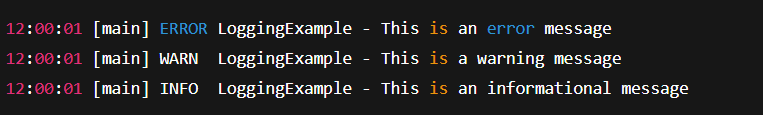 12:00:01 [main] ERROR LoggingExample - This is an error message
12:00:01 [main] WARN  LoggingExample - This is a warning message
12:00:01 [main] INFO  LoggingExample - This is an informational message